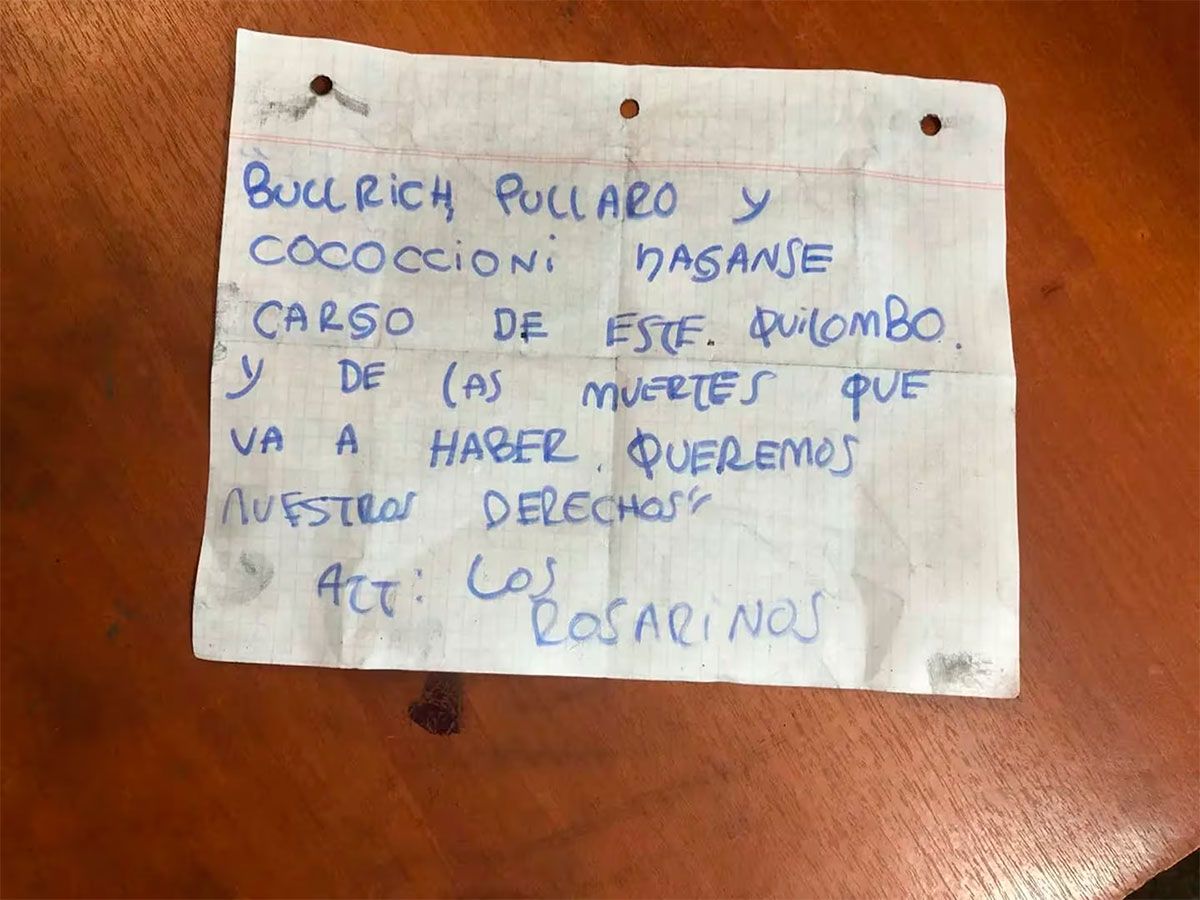 "BULLRICH, PULLARO Y
COCOCCIONI HAGANSE
CARGO DE ESTE. QUILOMBO.
Y DE LAS MUERTES QUE
VA A HABER. QUEREMOS
NUESTROS DERECHOS"
ATT: LOS
ROSARINOS